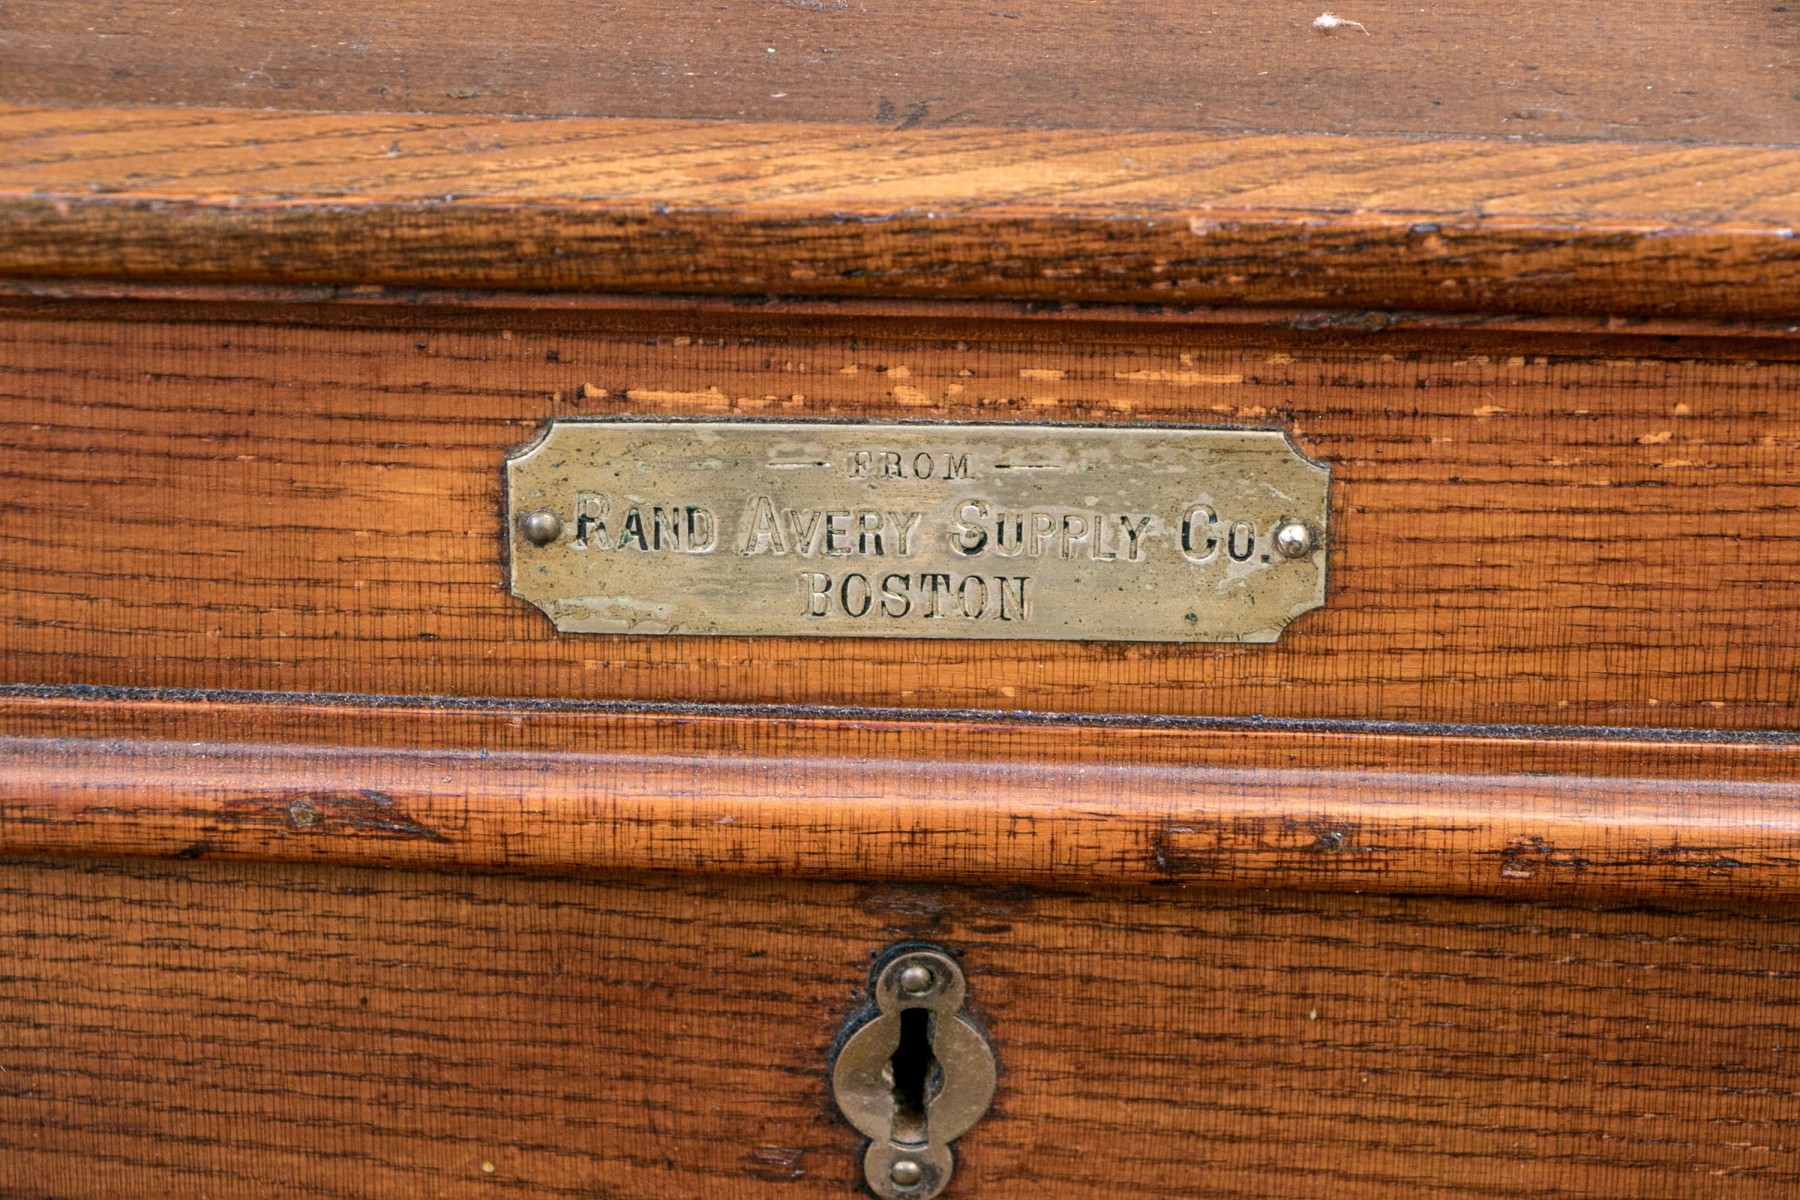 — FROM —
RAND AVERY SUPPLY CO.
BOSTON